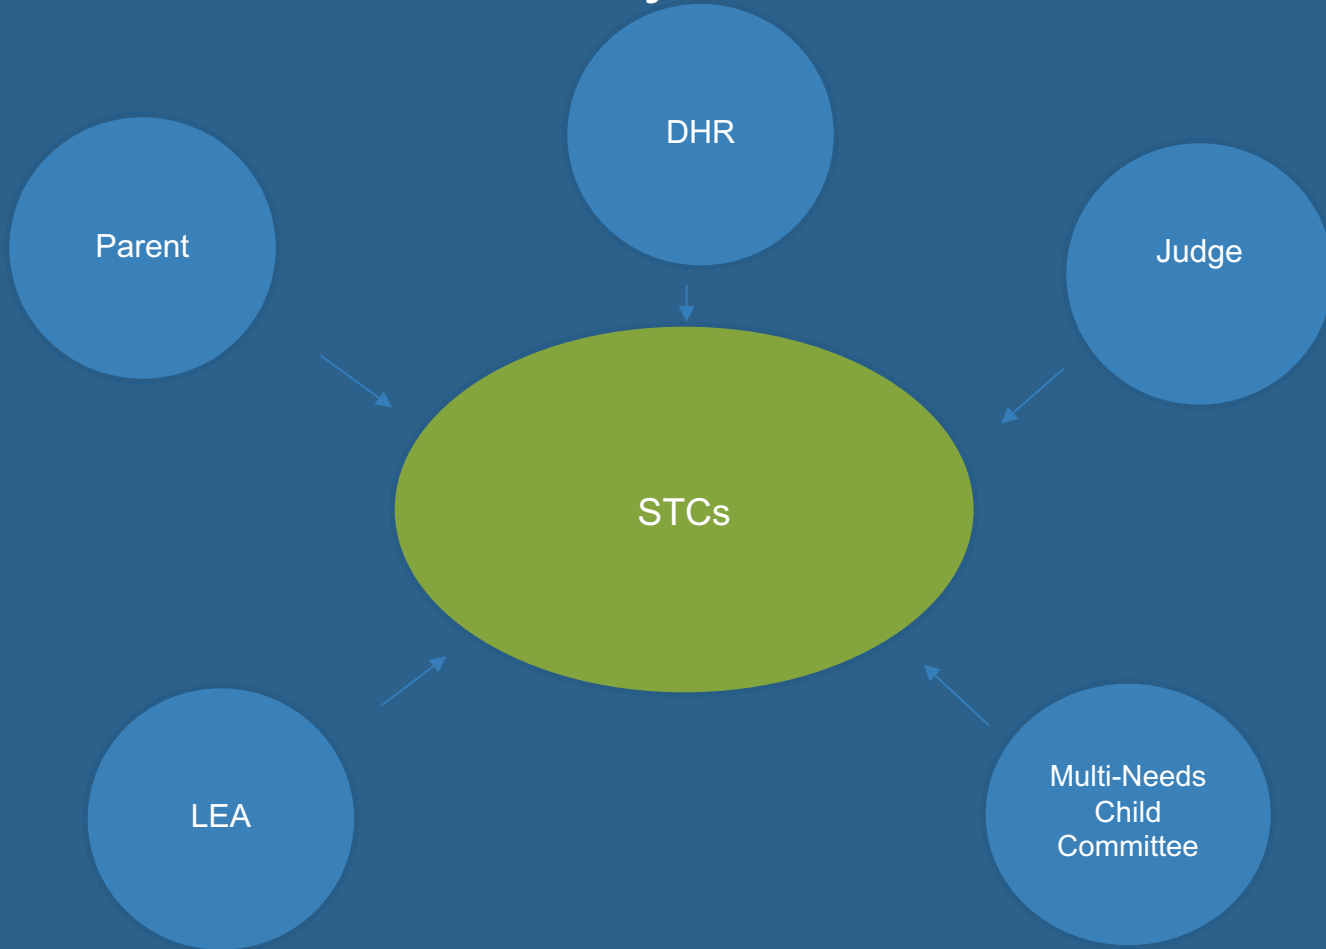 DHR
Parent
Judge
STCs
LEA
Multi-Needs
Child
Committee